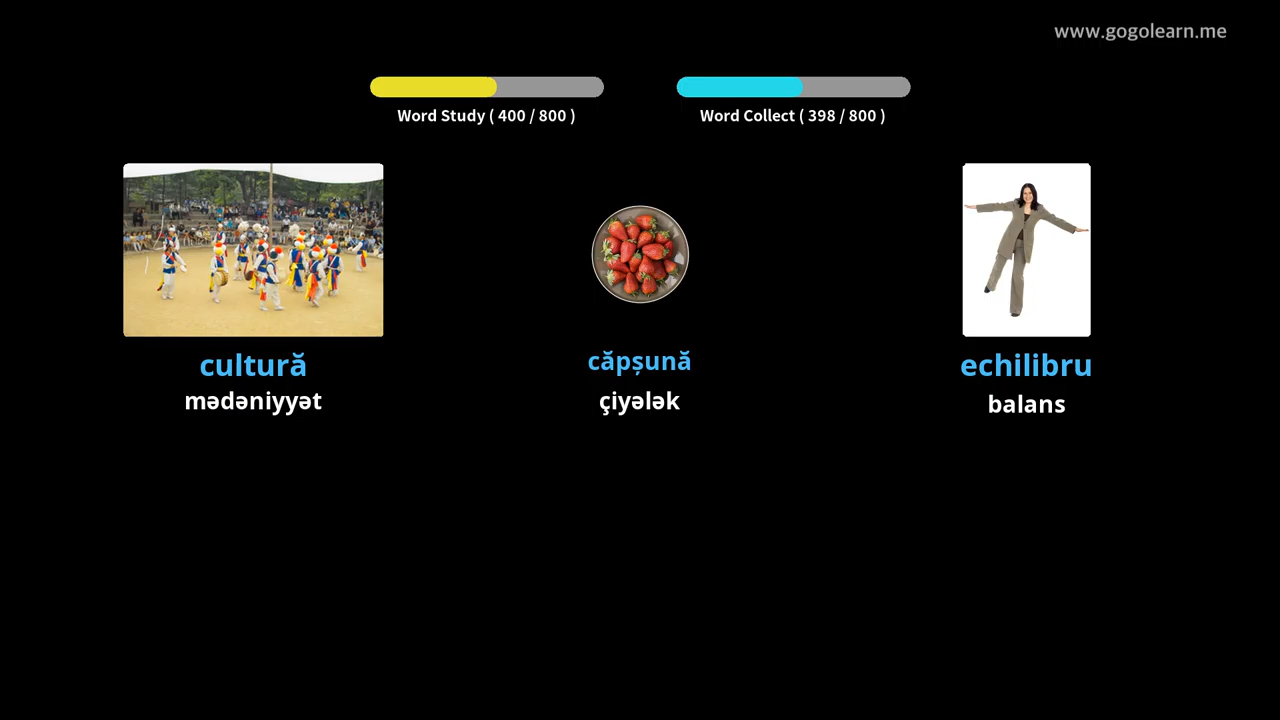 www.gogolearn.me
Word Study ( 400 / 800 )
Word Collect ( 398 / 800 )
cultură
mədəniyyət
căpșună
çiyələk
echilibru
balans